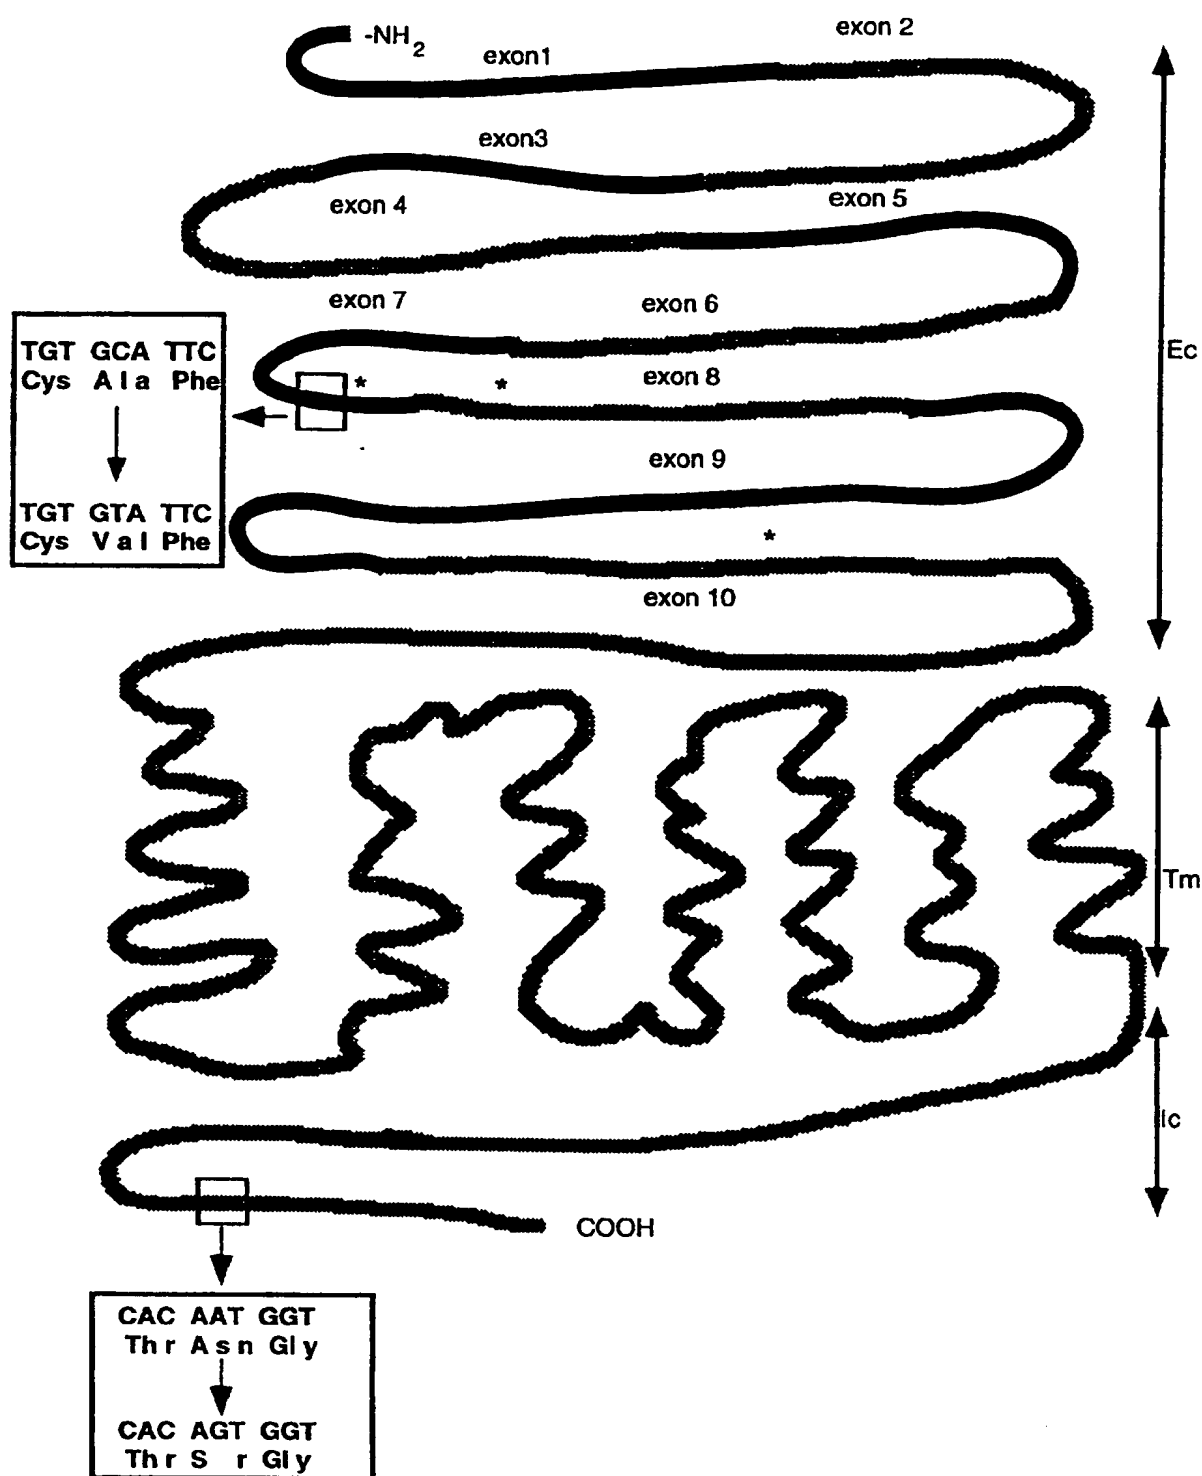 -NH2
exon 2
exon1
exon3
exon 4
exon 5
exon 7
exon 6
Ec
TGT GCA TTC
Cys Ala Phe
* * exon 8
exon 9
TGT GTA TTC
Cys Val Phe
*
exon 10
Tm
Ic
COOH
CAC AAT GGT
Thr Asn Gly
CAC AGT GGT
Thr S r Gly